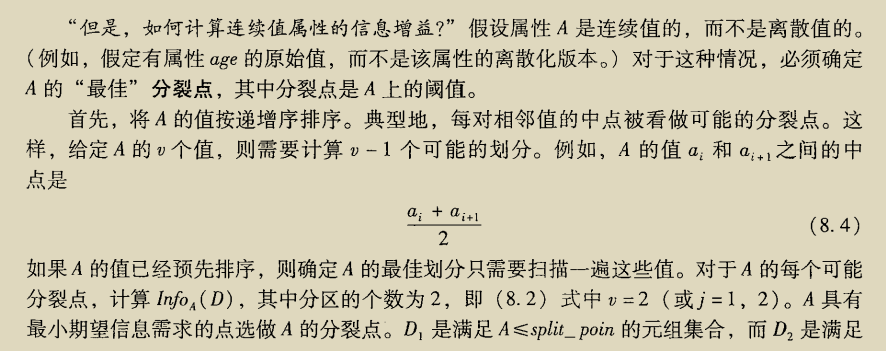 “但是，如何计算连续值属性的信息增益?”假设属性 A 是连续值的，而不是离散值的。
（例如，假定有属性 age 的原始值，而不是该属性的离散化版本。）对于这种情况，必须确定
A 的“最佳”分裂点，其中分裂点是 A 上的阈值。
首先，将 A 的值按递增序排序。典型地，每对相邻值的中点被看做可能的分裂点。这
样，给定 A 的 v 个值，则需要计算 v - 1 个可能的划分。例如，A 的值 a_i 和 a_{i+1} 之间的中
点是
(a_i + a_{i+1}) / 2 (8.4)
如果 A 的值已经预先排序，则确定 A 的最佳划分只需要扫描一遍这些值。对于 A 的每个可能
分裂点，计算 Info_A(D)，其中分区的个数为 2，即（8.2）式中 v = 2（或 j = 1，2）。A 具有
最小期望信息需求的点选做 A 的分裂点。D_1 是满足 A≤split_poin 的元组集合，而 D_2 是满足